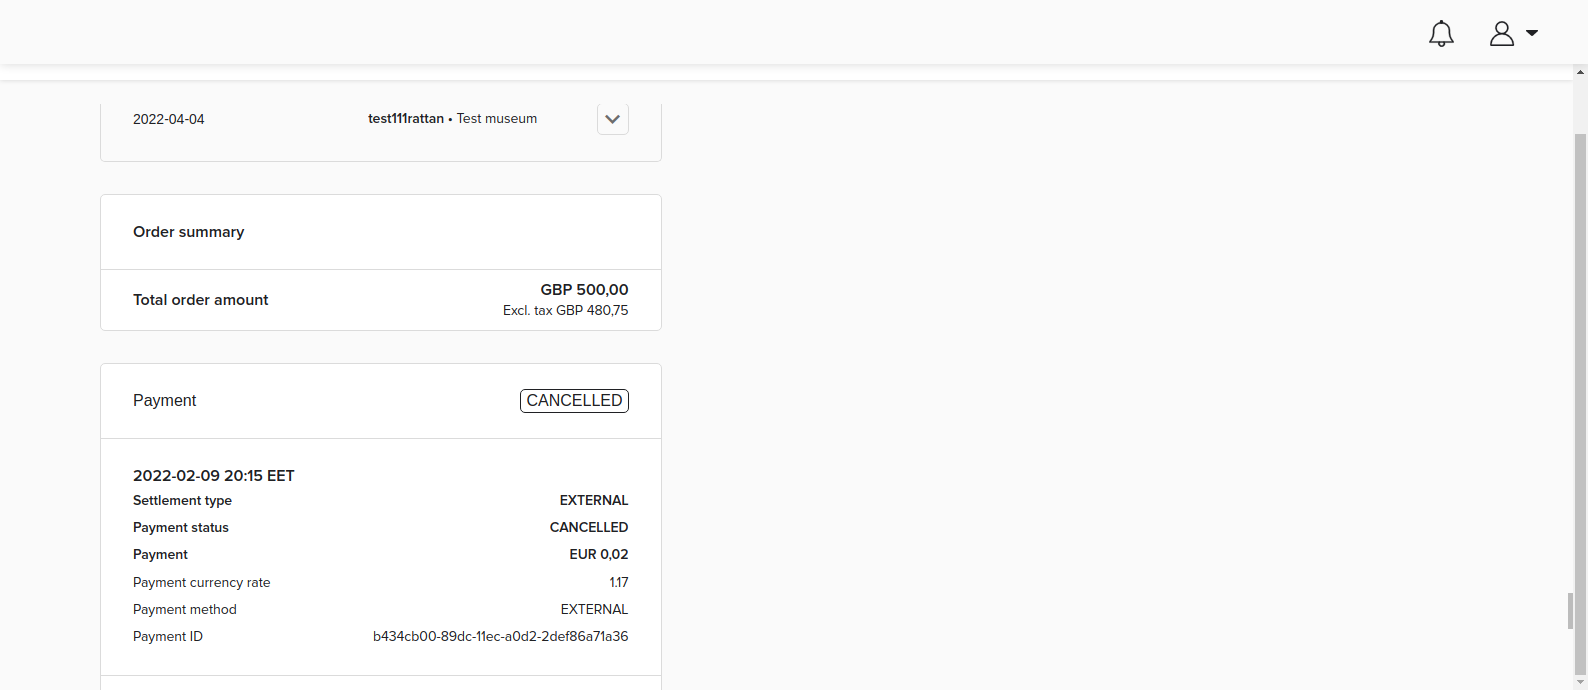 2022-04-04 test111rattan • Test museum
Order summary
Total order amount GBP 500,00
Excl. tax GBP 480,75
Payment CANCELLED
2022-02-09 20:15 EET
Settlement type EXTERNAL
Payment status CANCELLED
Payment EUR 0,02
Payment currency rate 1.17
Payment method EXTERNAL
Payment ID b434cb00-89dc-11ec-a0d2-2def86a71a36